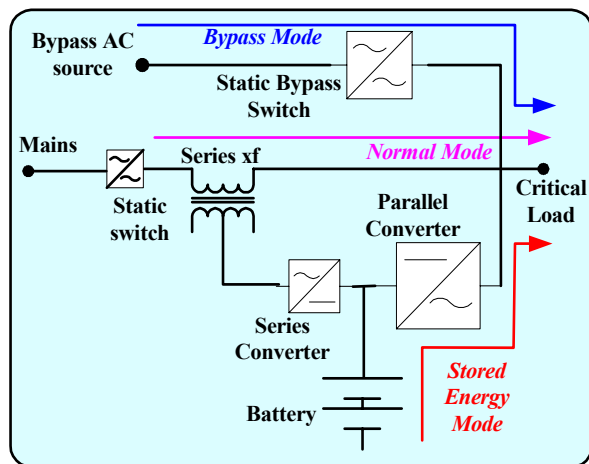 Bypass AC
source
Bypass Mode
Static Bypass
Switch
Mains
Series xf
Normal Mode
Static
switch
Critical
Load
Parallel
Converter
Series
Converter
Battery
Stored
Energy
Mode